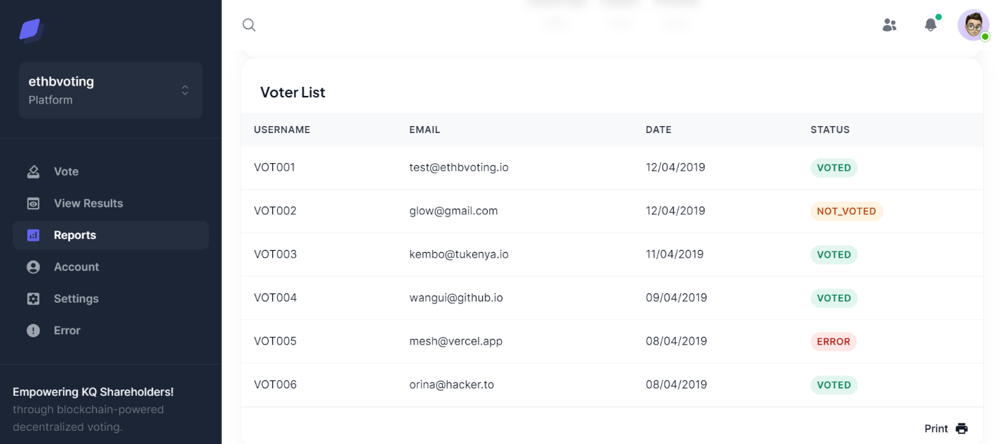 ethbvoting
Platform
Vote
View Results
Reports
Account
Settings
Error
Empowering KQ Shareholders!
through blockchain-powered
decentralized voting.
Voter List
USERNAME EMAIL DATE STATUS
VOT001 test@ethbvoting.io 12/04/2019 VOTED
VOT002 glow@gmail.com 12/04/2019 NOT_VOTED
VOT003 kembo@tukenya.io 11/04/2019 VOTED
VOT004 wangui@github.io 09/04/2019 VOTED
VOT005 mesh@vercel.app 08/04/2019 ERROR
VOT006 orina@hacker.to 08/04/2019 VOTED
Print